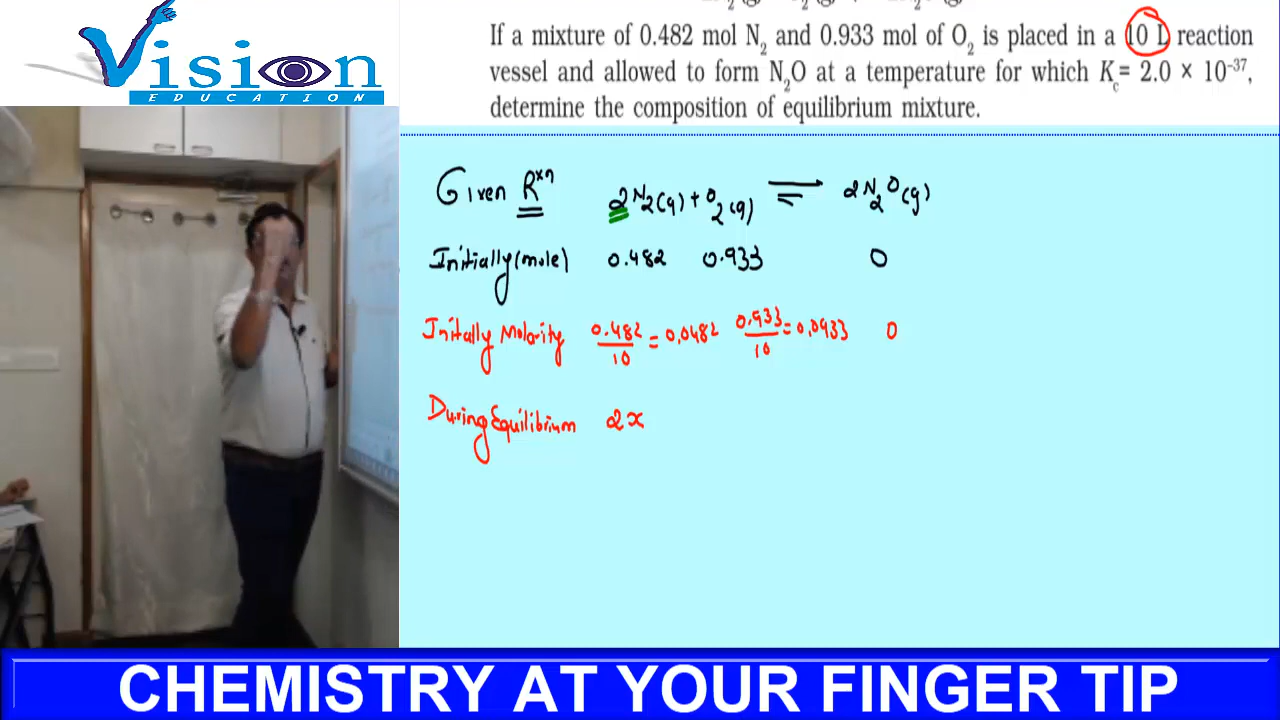 Vision
EDUCATION
If a mixture of 0.482 mol N2 and 0.933 mol of O2 is placed in a 10 L reaction
vessel and allowed to form N2O at a temperature for which Kc= 2.0 × 10–37,
determine the composition of equilibrium mixture.
Given Rxn 2N2(g) + O2(g) ⇌ 2N2O(g)
Initially(mole) 0.482 0.933 0
Initally Molarity 0.482/10 = 0.0482 0.933/10 = 0.0933 0
During Equilibrium 2x
CHEMISTRY AT YOUR FINGER TIP